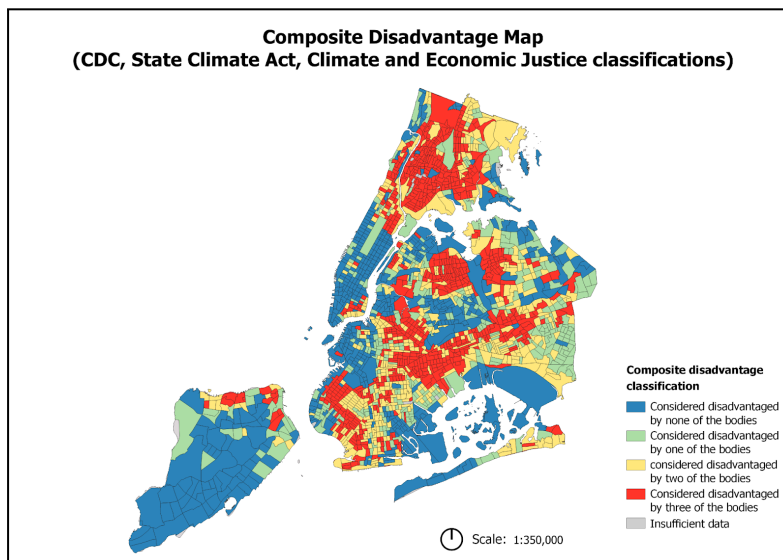 Composite Disadvantage Map
(CDC, State Climate Act, Climate and Economic Justice classifications)
Composite disadvantage
classification
Considered disadvantaged
by none of the bodies
Considered disadvantaged
by one of the bodies
considered disadvantaged
by two of the bodies
Considered disadvantaged
by three of the bodies
Insufficient data
Scale: 1:350,000